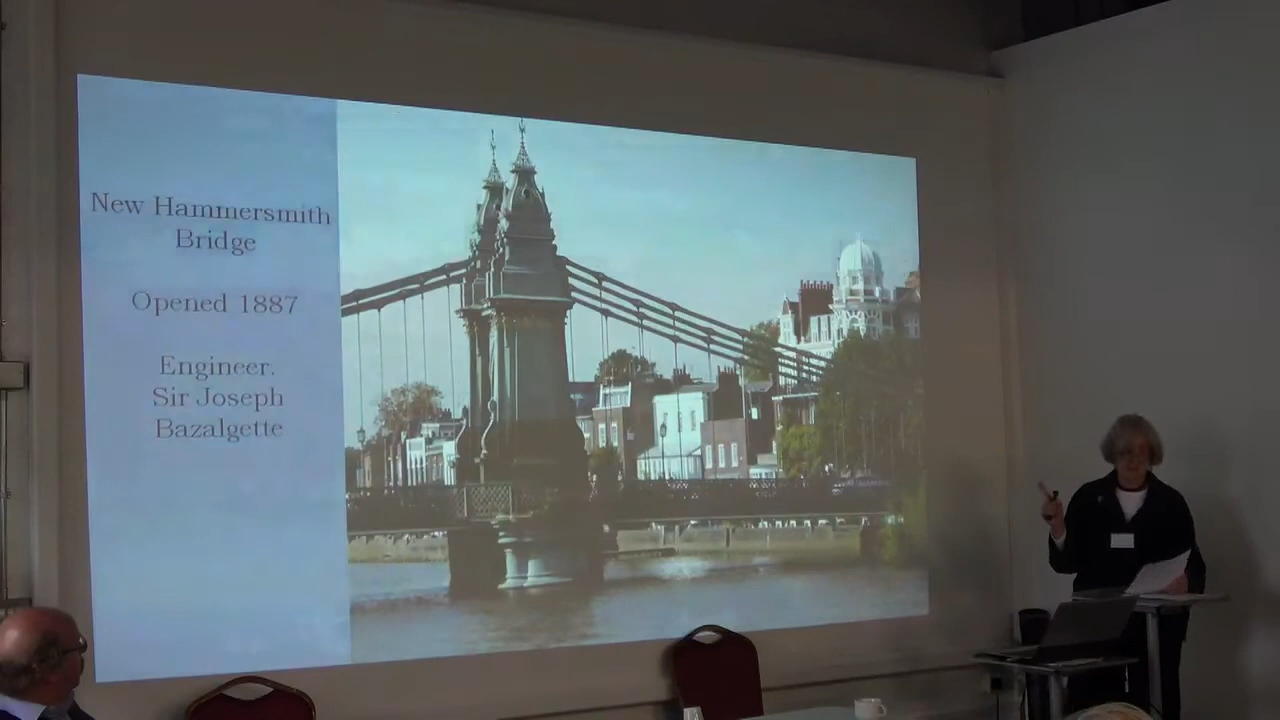 New Hammersmith
Bridge
Opened 1887
Engineer.
Sir Joseph
Bazalgette